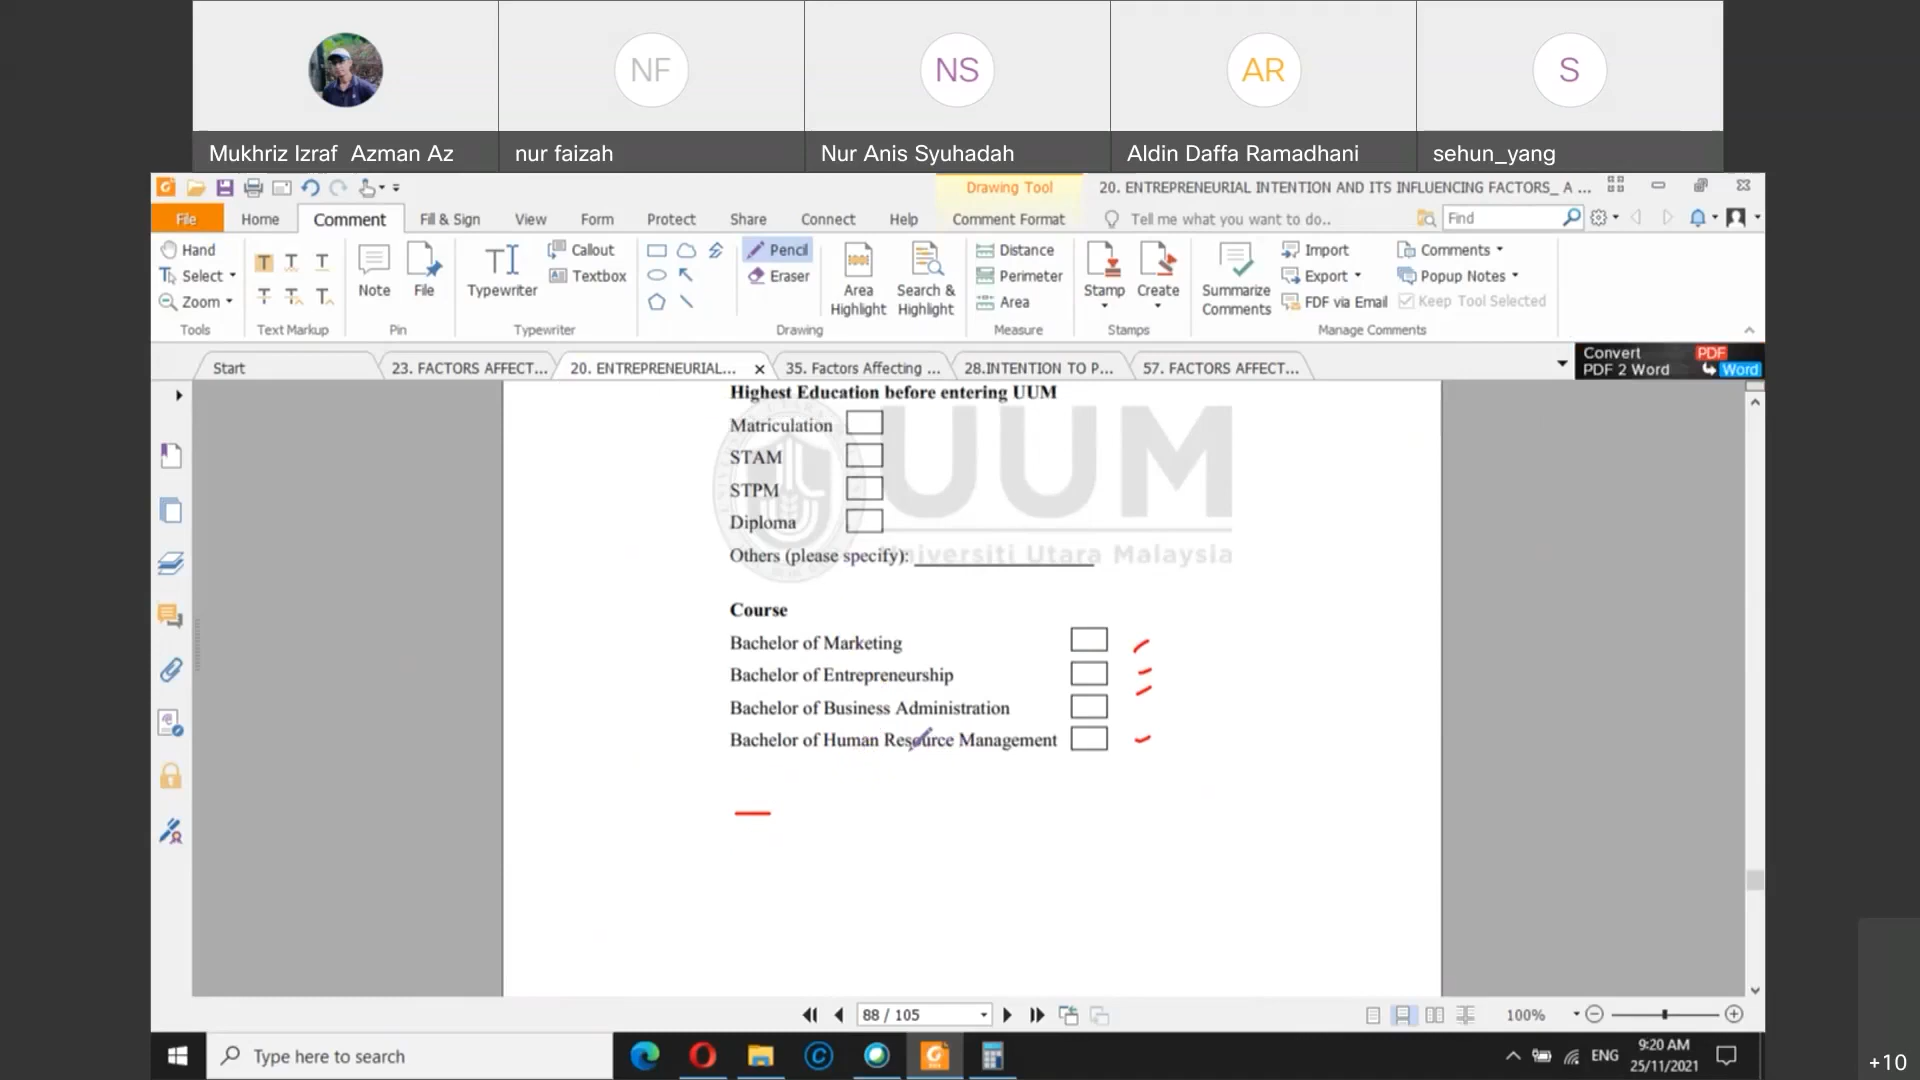 NF
NS
AR
S
Mukhriz Izraf Azman Az
nur faizah
Nur Anis Syuhadah
Aldin Daffa Ramadhani
sehun_yang
Drawing Tool
20. ENTREPRENEURIAL INTENTION AND ITS INFLUENCING FACTORS_ A ...
File
Home
Comment
Fill & Sign
View
Form
Protect
Share
Connect
Help
Comment Format
Tell me what you want to do..
Find
Hand
Select
Zoom
Tools
Text Markup
Note
File
Pin
Typewriter
Callout
Textbox
Typewriter
Pencil
Eraser
Area Highlight
Search & Highlight
Drawing
Distance
Perimeter
Area
Measure
Stamp
Create
Stamps
Summarize Comments
Import
Export
FDF via Email
Comments
Popup Notes
Keep Tool Selected
Manage Comments
Start
23. FACTORS AFFECT...
20. ENTREPRENEURIAL...
35. Factors Affecting ...
28.INTENTION TO P...
57. FACTORS AFFECT...
Convert PDF
PDF 2 Word Word
Highest Education before entering UUM
Matriculation
STAM
STPM
Diploma
Others (please specify):
UUM
Universiti Utara Malaysia
Course
Bachelor of Marketing
Bachelor of Entrepreneurship
Bachelor of Business Administration
Bachelor of Human Resource Management
88 / 105
100%
Type here to search
ENG
9:20 AM
25/11/2021
+10